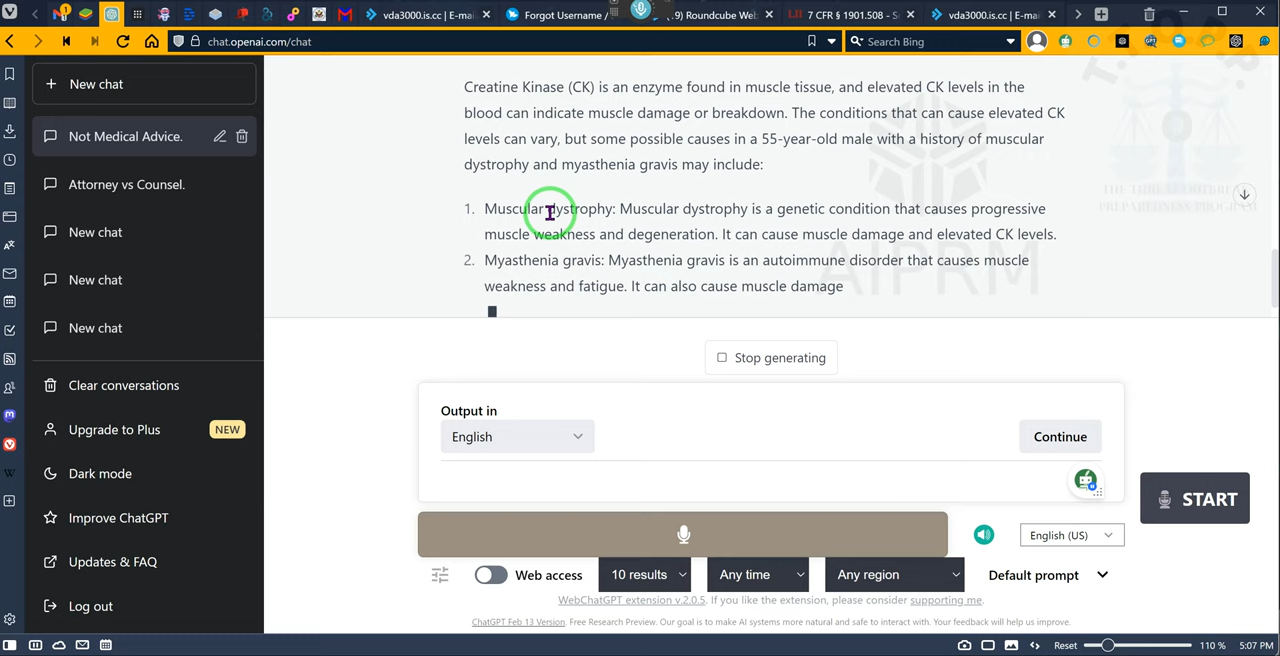 vda3000.is.cc | E-mai
Forgot Username /
9) Roundcube Web
7 CFR § 1901.508 - S
vda3000.is.cc | E-mai
chat.openai.com/chat
Search Bing
New chat
Not Medical Advice.
Attorney vs Counsel.
New chat
New chat
New chat
Clear conversations
Upgrade to Plus
NEW
Dark mode
Improve ChatGPT
Updates & FAQ
Log out
Creatine Kinase (CK) is an enzyme found in muscle tissue, and elevated CK levels in the
blood can indicate muscle damage or breakdown. The conditions that can cause elevated CK
levels can vary, but some possible causes in a 55-year-old male with a history of muscular
dystrophy and myasthenia gravis may include:
1. Muscular dystrophy: Muscular dystrophy is a genetic condition that causes progressive
muscle weakness and degeneration. It can cause muscle damage and elevated CK levels.
2. Myasthenia gravis: Myasthenia gravis is an autoimmune disorder that causes muscle
weakness and fatigue. It can also cause muscle damage
AIPRM
Stop generating
Output in
English
Continue
START
English (US)
Web access
10 results
Any time
Any region
Default prompt
WebChatGPT extension v.2.0.5. If you like the extension, please consider supporting me.
ChatGPT Feb 13 Version. Free Research Preview. Our goal is to make AI systems more natural and safe to interact with. Your feedback will help us improve.
Reset
110 %
5:07 PM